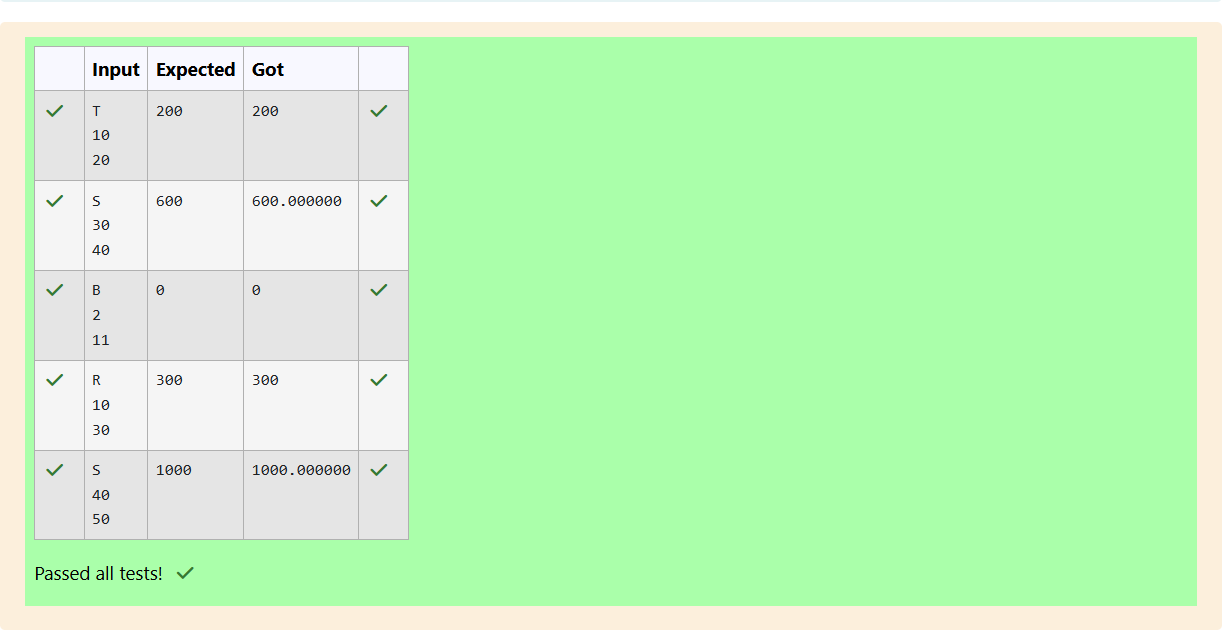 Input Expected Got
T 200 200
10
20
S 600 600.000000
30
40
B 0 0
2
11
R 300 300
10
30
S 1000 1000.000000
40
50
Passed all tests!